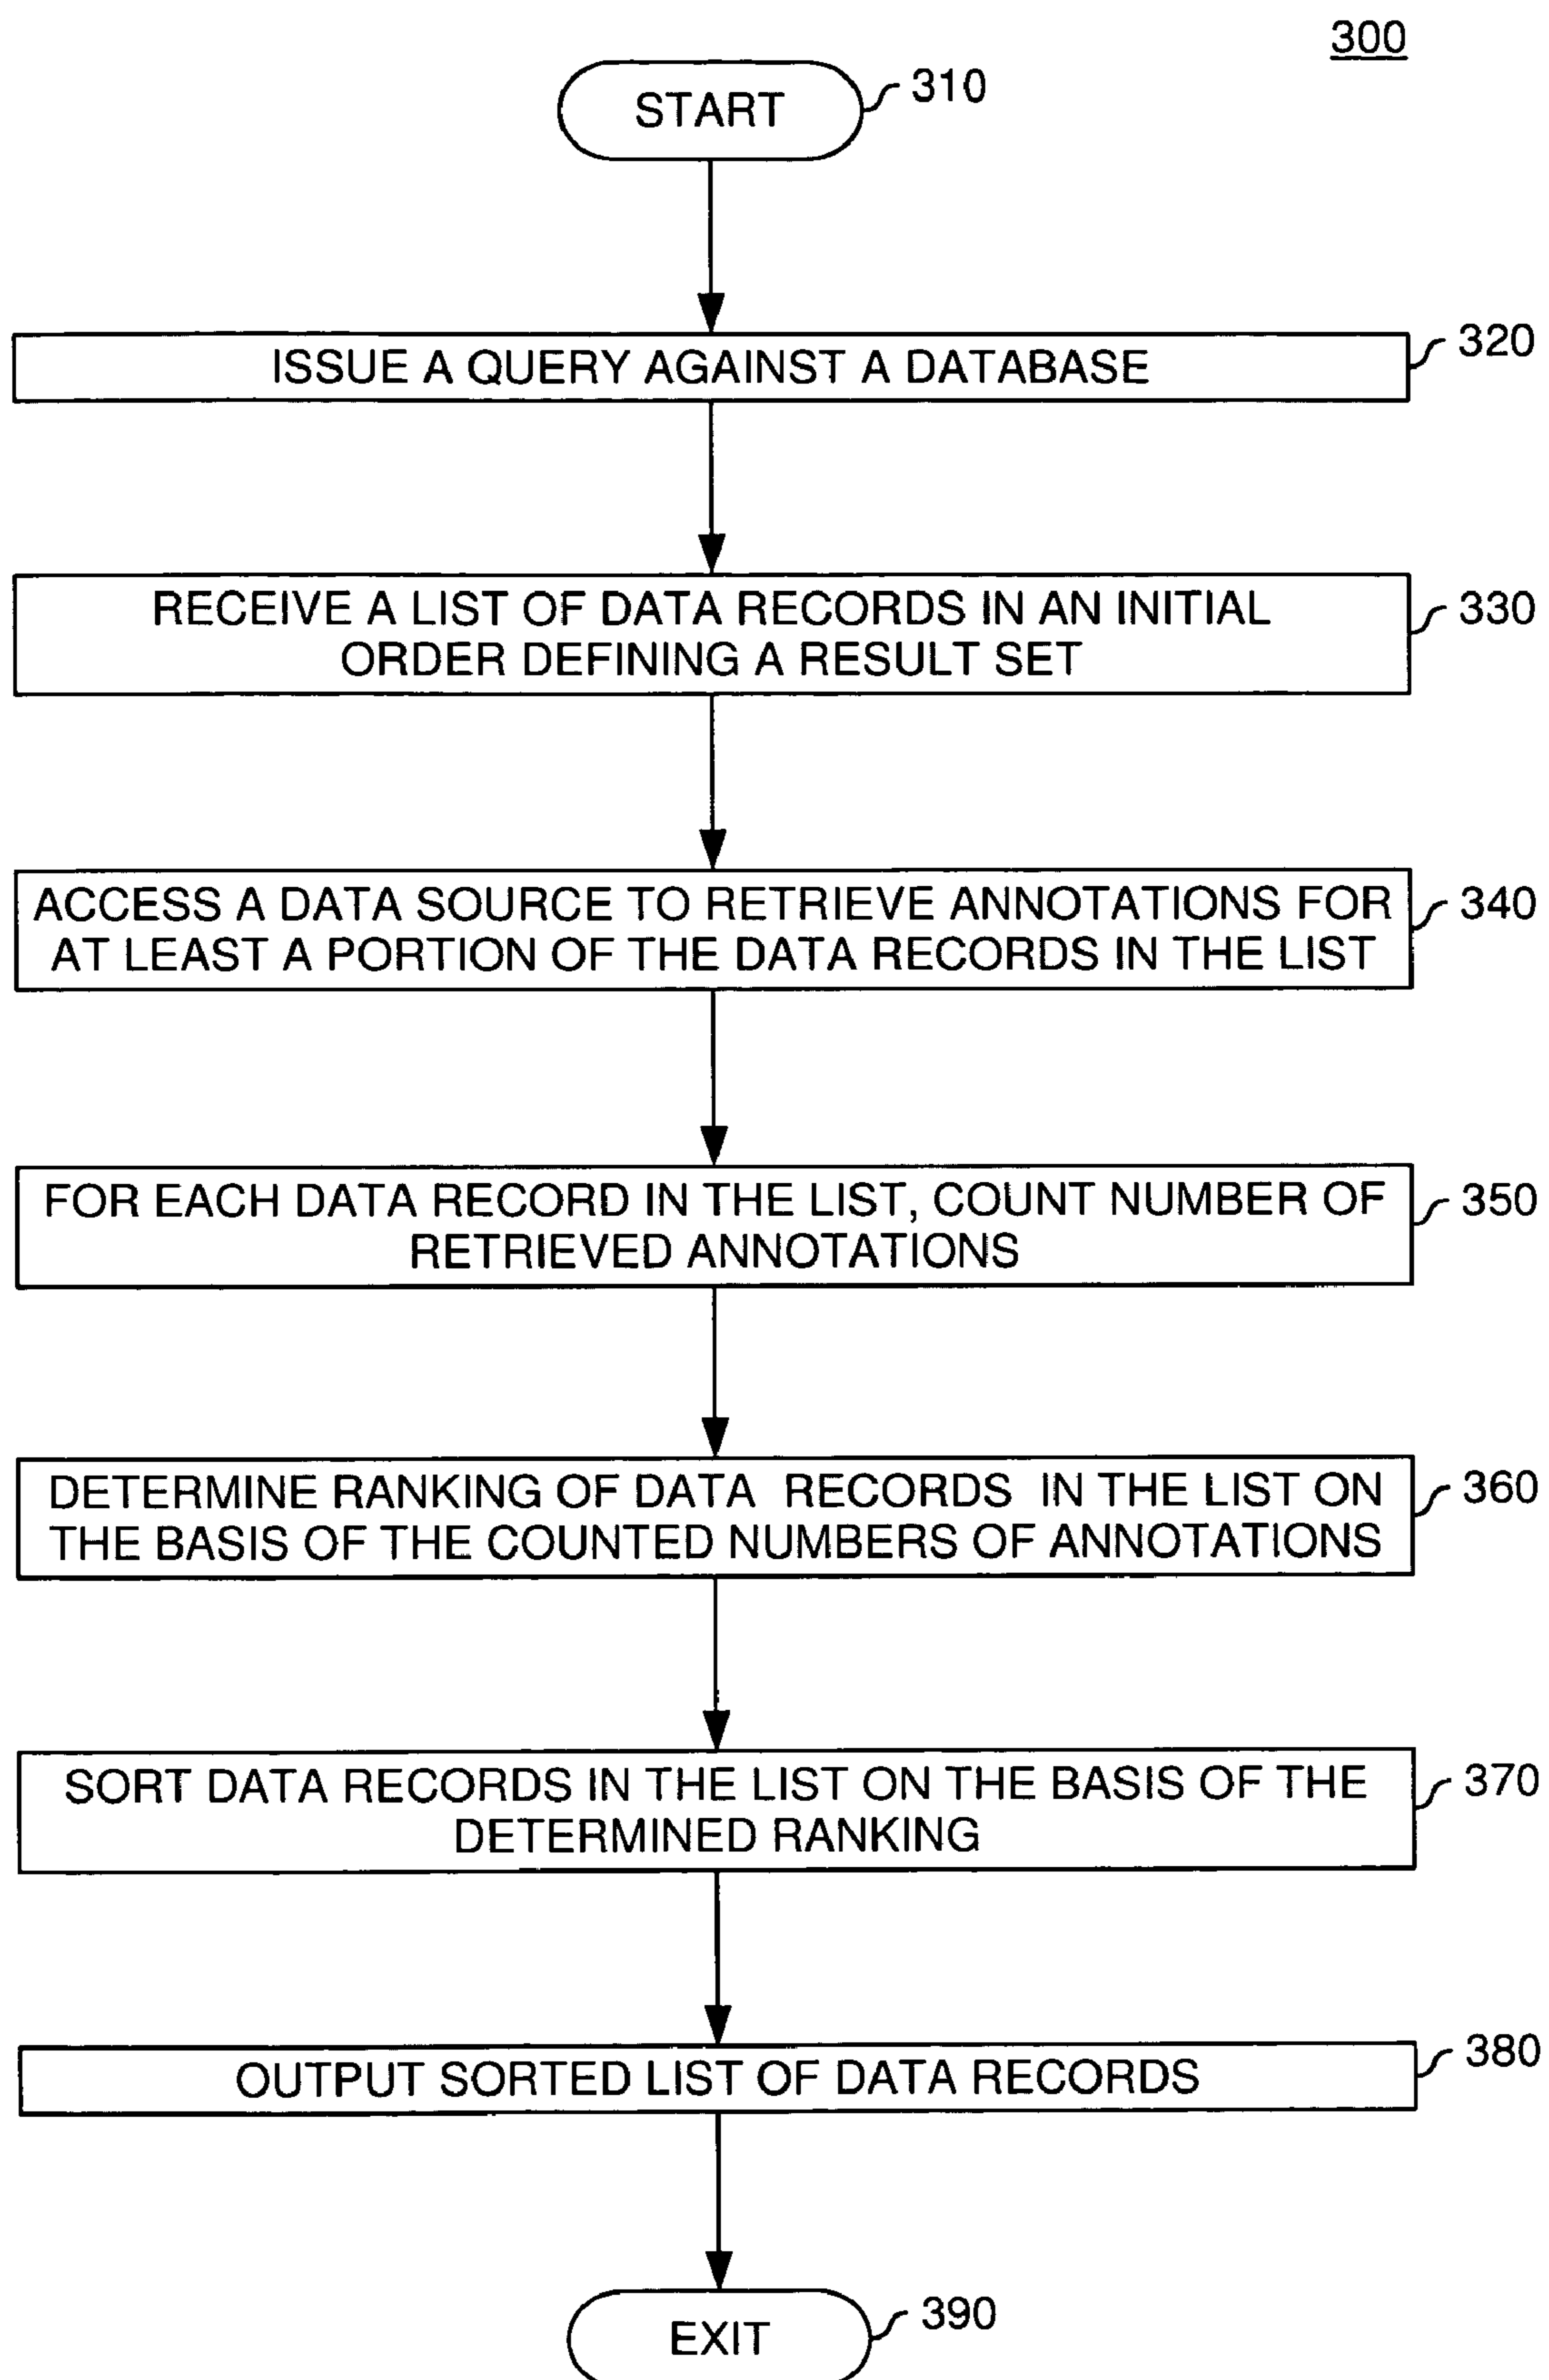 300
START
310
ISSUE A QUERY AGAINST A DATABASE
320
RECEIVE A LIST OF DATA RECORDS IN AN INITIAL
ORDER DEFINING A RESULT SET
330
ACCESS A DATA SOURCE TO RETRIEVE ANNOTATIONS FOR
AT LEAST A PORTION OF THE DATA RECORDS IN THE LIST
340
FOR EACH DATA RECORD IN THE LIST, COUNT NUMBER OF
RETRIEVED ANNOTATIONS
350
DETERMINE RANKING OF DATA RECORDS IN THE LIST ON
THE BASIS OF THE COUNTED NUMBERS OF ANNOTATIONS
360
SORT DATA RECORDS IN THE LIST ON THE BASIS OF THE
DETERMINED RANKING
370
OUTPUT SORTED LIST OF DATA RECORDS
380
EXIT
390